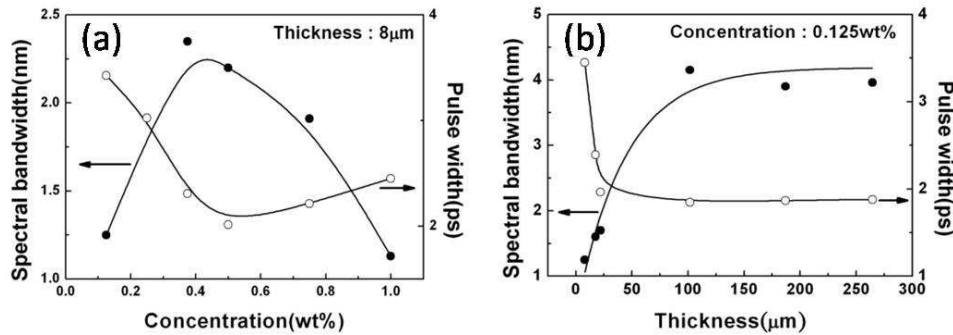 (a)
Thickness : 8μm
Spectral bandwidth(nm)
2.5
2.0
1.5
1.0
4
2
Pulse width(ps)
0.0 0.2 0.4 0.6 0.8 1.0
Concentration(wt%)
(b)
Concentration : 0.125wt%
Spectral bandwidth(nm)
5
4
3
2
1
4
3
2
1
Pulse width(ps)
0 50 100 150 200 250 300
Thickness(μm)